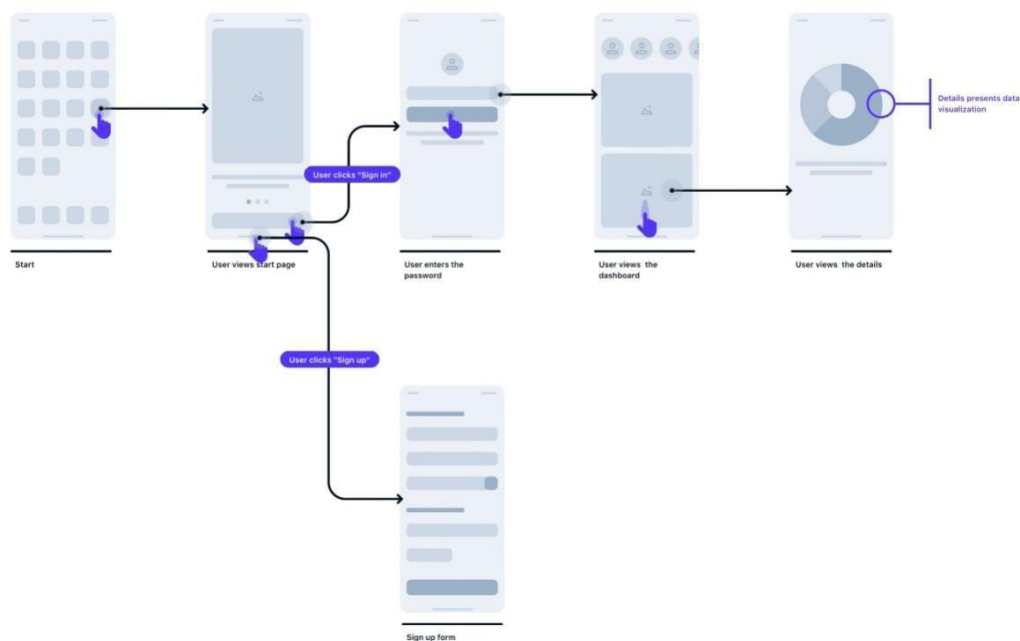 Details presents data
visualization
User clicks "Sign in"
Start
User views start page
User enters the
password
User views the
dashboard
User views the details
User clicks "Sign up"
Sign up form